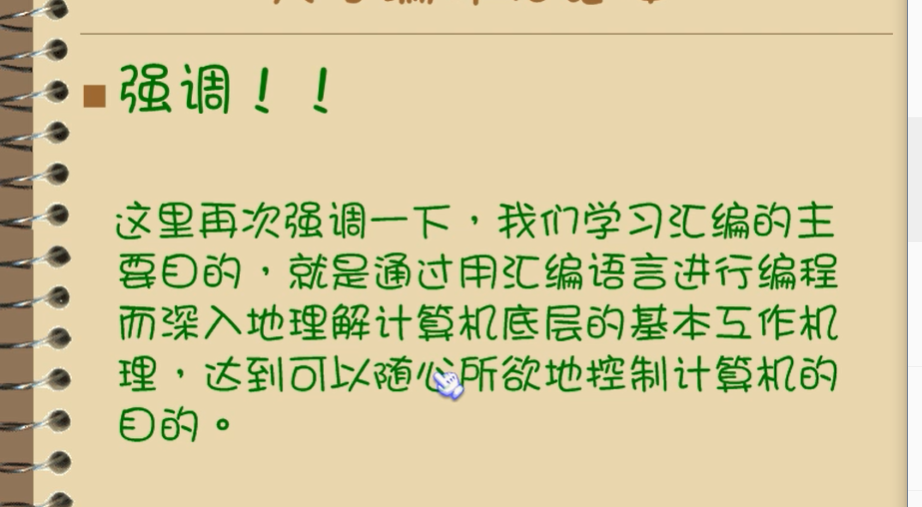 强调！！
这里再次强调一下，我们学习汇编的主
要目的，就是通过用汇编语言进行编程
而深入地理解计算机底层的基本工作机
理，达到可以随心所欲地控制计算机的
目的。